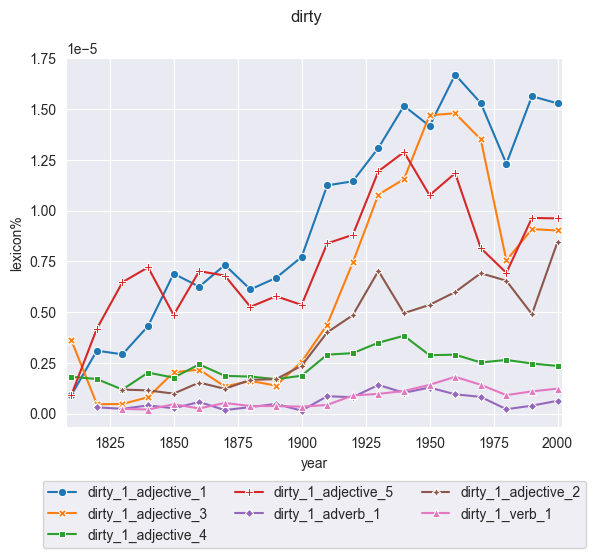 dirty
1e−5
1.75
1.50
1.25
1.00
0.75
0.50
0.25
0.00
lexicon%
1825 1850 1875 1900 1925 1950 1975 2000
year
dirty_1_adjective_1 dirty_1_adjective_5 dirty_1_adjective_2
dirty_1_adjective_3 dirty_1_adverb_1 dirty_1_verb_1
dirty_1_adjective_4